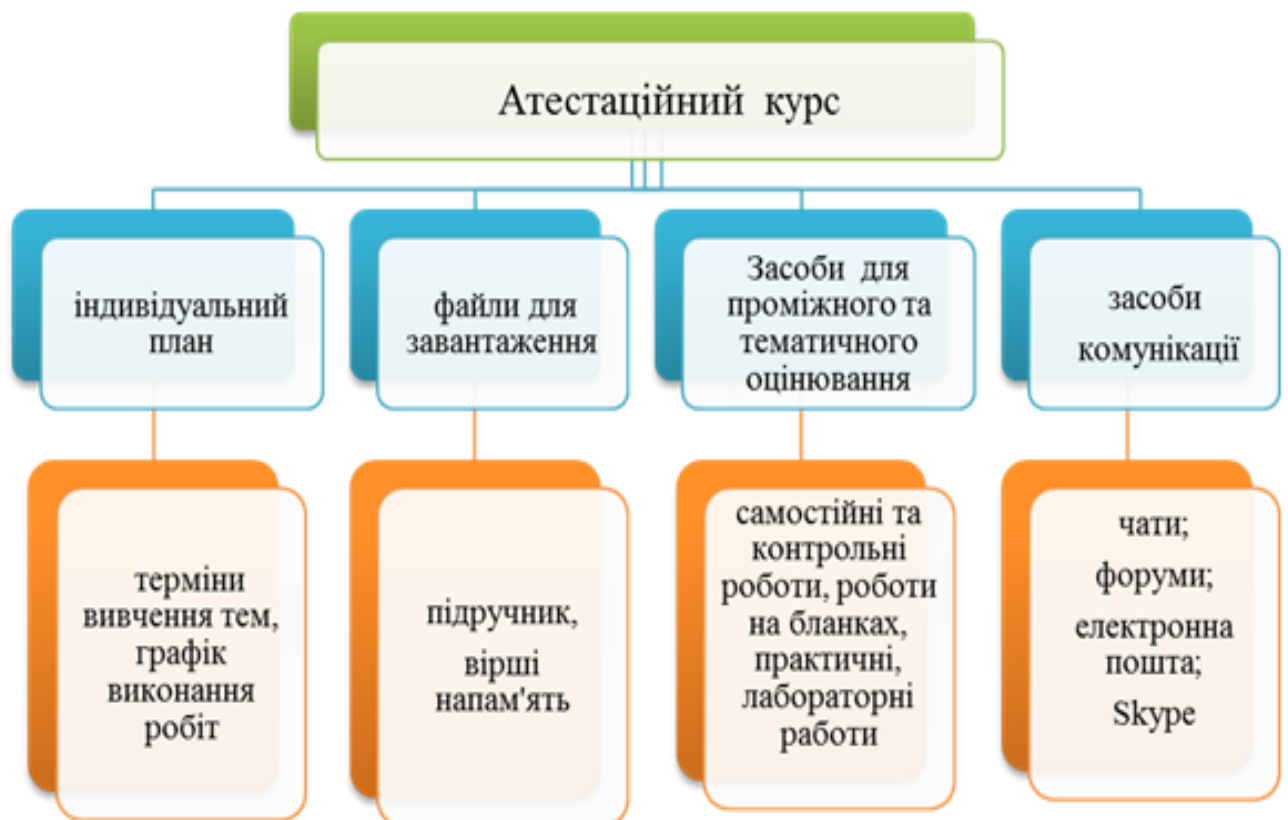 Атестаційний курс
індивідуальний
план
файли для
завантаження
Засоби для
проміжного та
тематичного
оцінювання
засоби
комунікації
терміни
вивчення тем,
графік
виконання
робіт
підручник,
вірші
напам'ять
самостійні та
контрольні
роботи, роботи
на бланках,
практичні,
лабораторні
работи
чати;
форуми;
електронна
пошта;
Skype